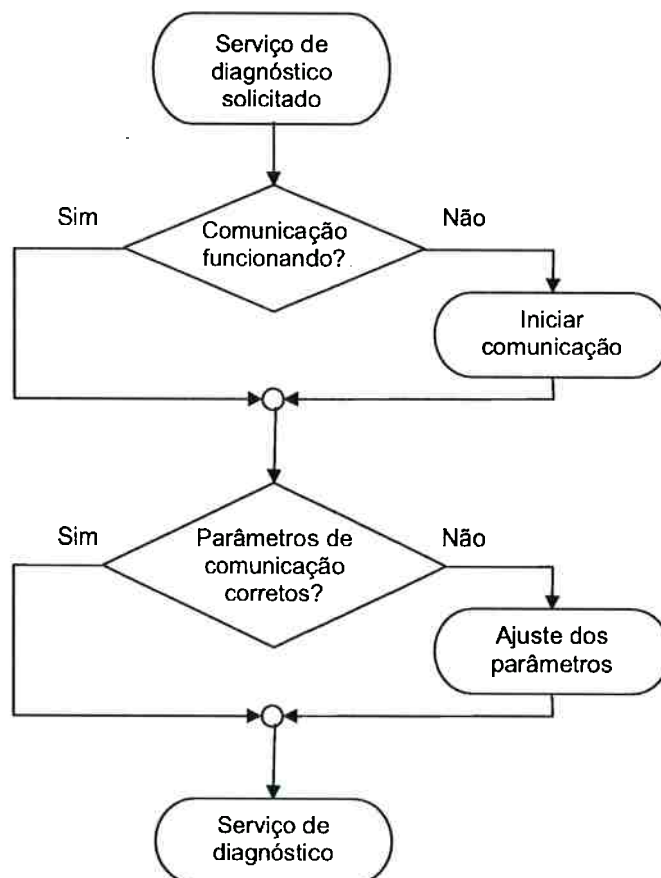 Serviço de
diagnóstico
solicitado
Sim
Não
Comunicação
funcionando?
Iniciar
comunicação
Sim
Não
Parâmetros de
comunicação
corretos?
Ajuste dos
parâmetros
Serviço de
diagnóstico